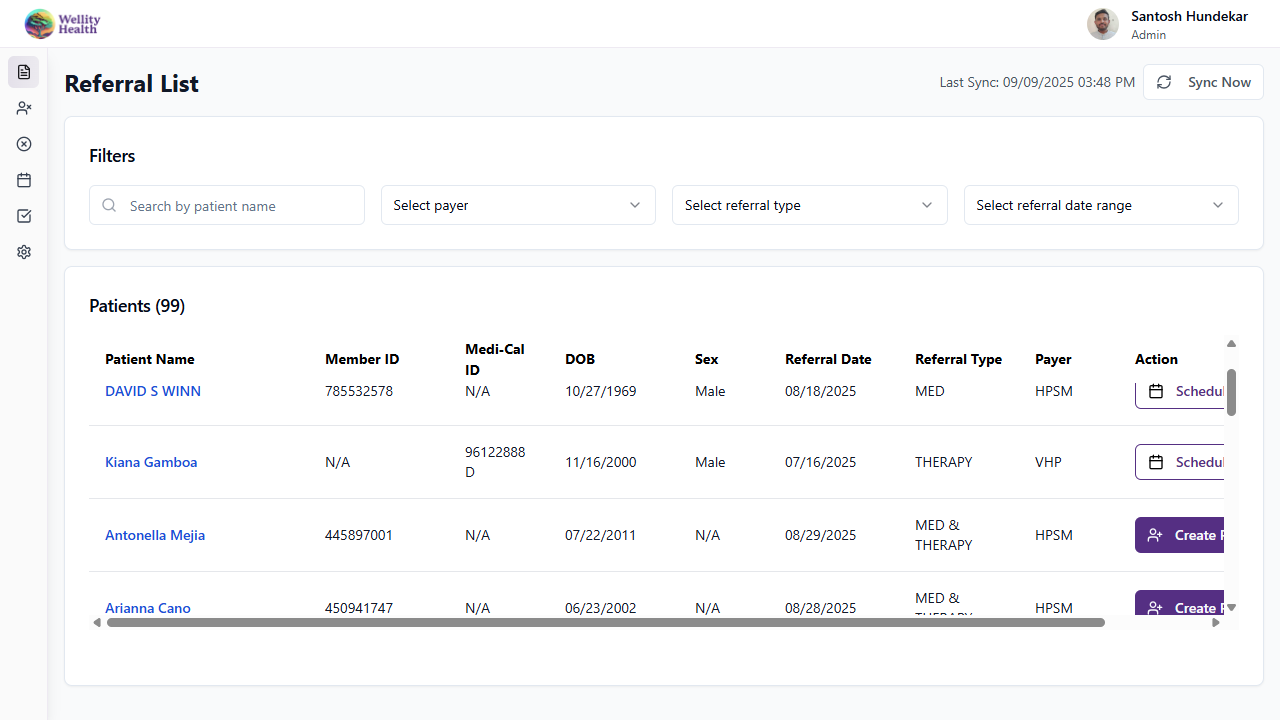 Wellity
Health
Santosh Hundekar
Admin
Referral List
Last Sync: 09/09/2025 03:48 PM
Sync Now
Filters
Search by patient name
Select payer
Select referral type
Select referral date range
Patients (99)
Patient Name Member ID Medi-Cal ID DOB Sex Referral Date Referral Type Payer Action
DAVID S WINN 785532578 N/A 10/27/1969 Male 08/18/2025 MED HPSM Schedul
Kiana Gamboa N/A 96122888D 11/16/2000 Male 07/16/2025 THERAPY VHP Schedul
Antonella Mejia 445897001 N/A 07/22/2011 N/A 08/29/2025 MED & THERAPY HPSM Create
Arianna Cano 450941747 N/A 06/23/2002 N/A 08/28/2025 MED & THERAPY HPSM Create